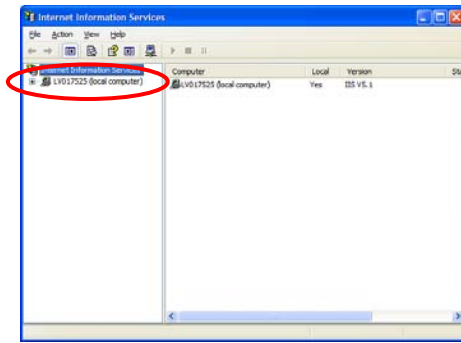 Internet Information Services
File Action View Help
Internet Information Services
LV017525 (local computer)
Computer Local Version Sta
LV017525 (local computer) Yes IIS V5.1